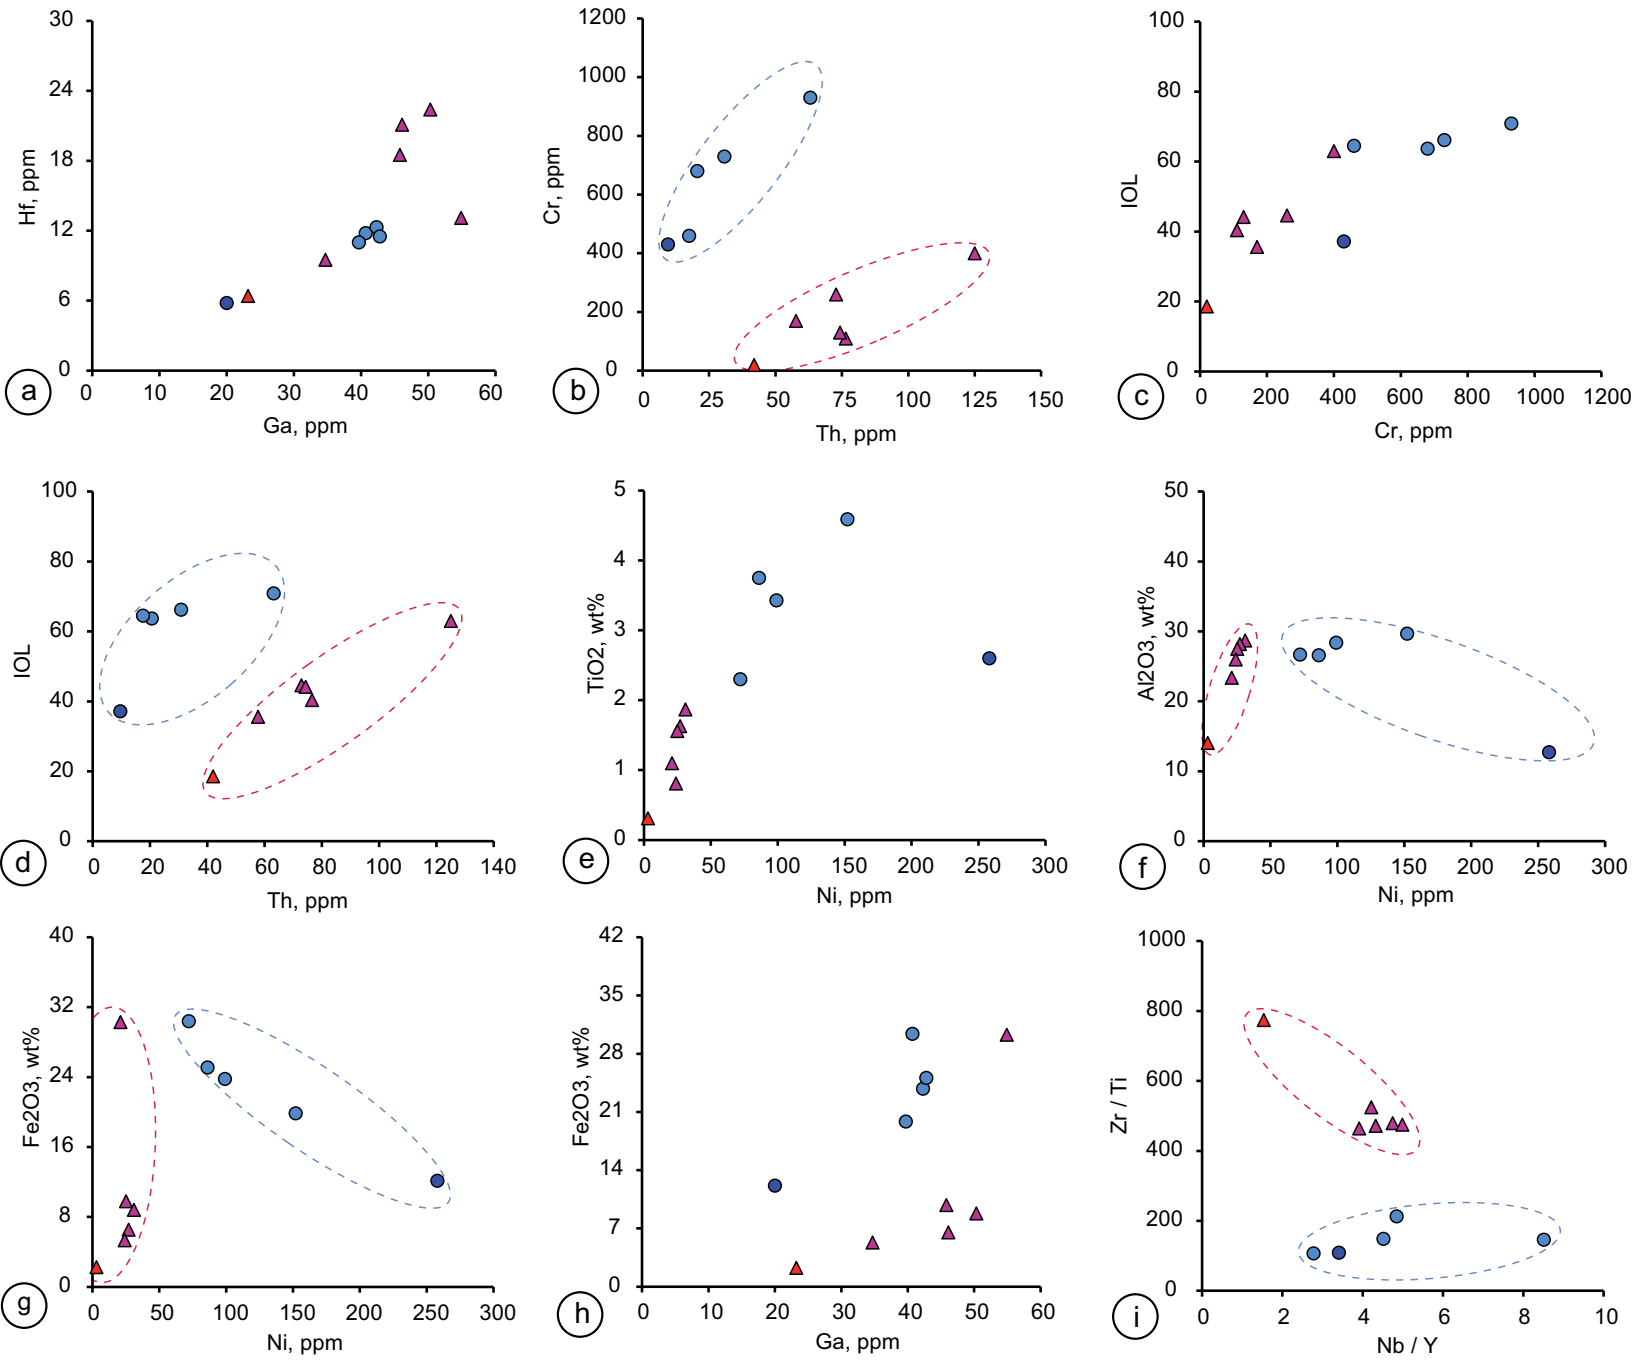 30
24
18
12
6
0
Hf, ppm
0 10 20 30 40 50 60
Ga, ppm
a
1200
1000
800
600
400
200
0
Cr, ppm
0 25 50 75 100 125 150
Th, ppm
b
100
80
60
40
20
0
IOL
0 200 400 600 800 1000 1200
Cr, ppm
c
100
80
60
40
20
0
IOL
0 20 40 60 80 100 120 140
Th, ppm
d
5
4
3
2
1
0
TiO2, wt%
0 50 100 150 200 250 300
Ni, ppm
e
50
40
30
20
10
0
Al2O3, wt%
0 50 100 150 200 250 300
Ni, ppm
f
40
32
24
16
8
0
Fe2O3, wt%
0 50 100 150 200 250 300
Ni, ppm
g
42
35
28
21
14
7
0
Fe2O3, wt%
0 10 20 30 40 50 60
Ga, ppm
h
1000
800
600
400
200
0
Zr / Ti
0 2 4 6 8 10
Nb / Y
i